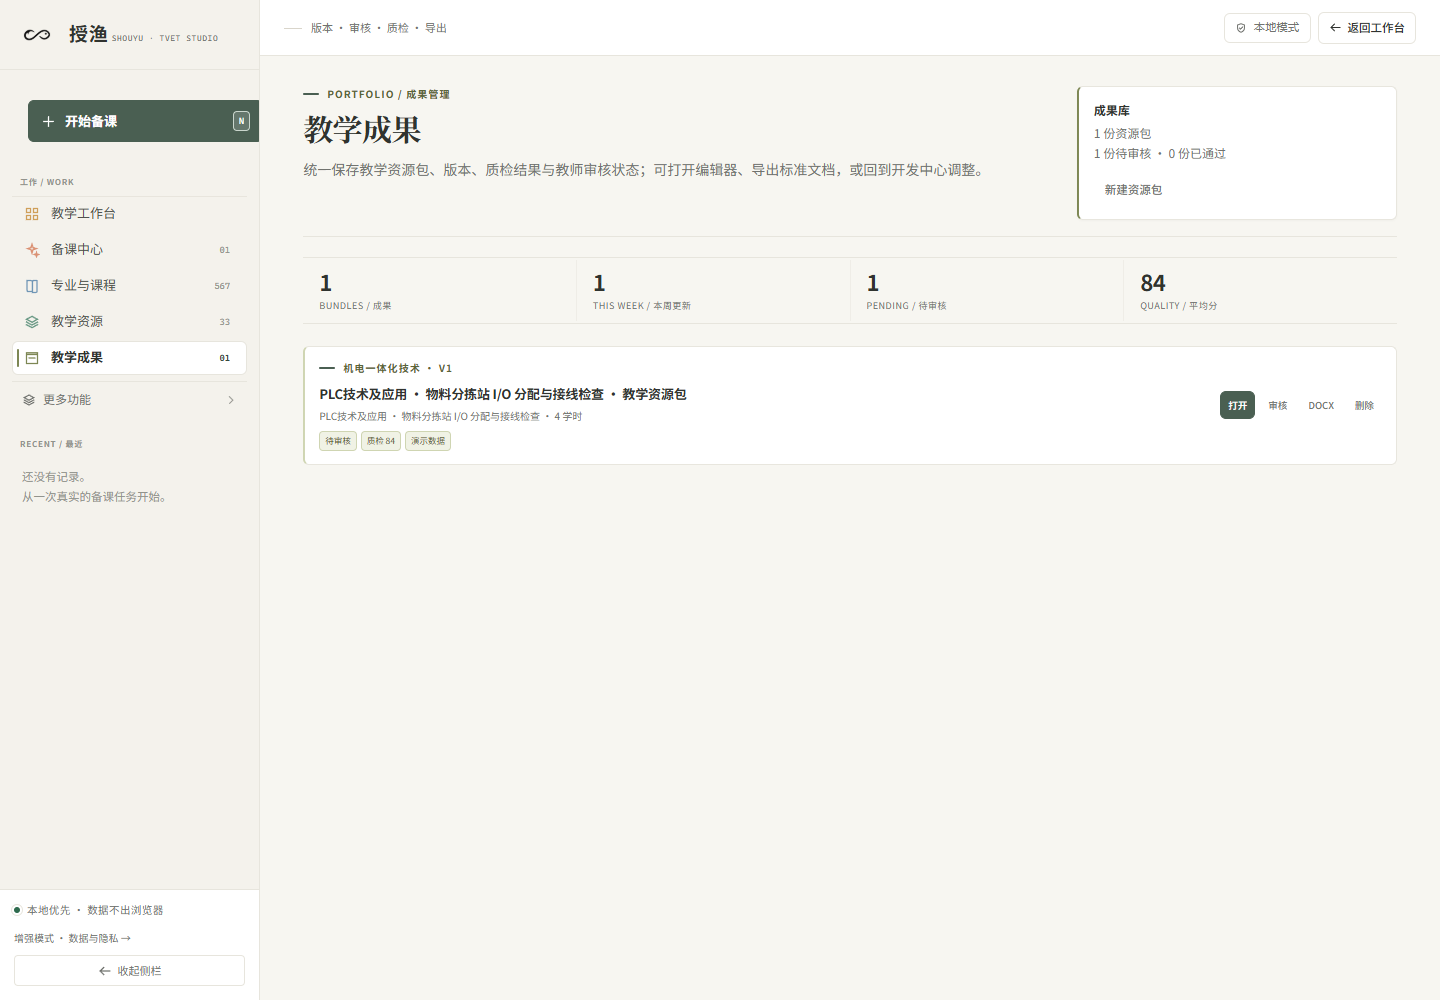 授渔 SHOUYU · TVET STUDIO
开始备课 N
工作 / WORK
教学工作台
备课中心 01
专业与课程 567
教学资源 33
教学成果 01
更多功能
RECENT / 最近
还没有记录。
从一次真实的备课任务开始。
本地优先 · 数据不出浏览器
增强模式 · 数据与隐私 →
收起侧栏
版本 · 审核 · 质检 · 导出
本地模式
返回工作台
PORTFOLIO / 成果管理
教学成果
统一保存教学资源包、版本、质检结果与教师审核状态；可打开编辑器、导出标准文档，或回到开发中心调整。
成果库
1 份资源包
1 份待审核 · 0 份已通过
新建资源包
1
BUNDLES / 成果
1
THIS WEEK / 本周更新
1
PENDING / 待审核
84
QUALITY / 平均分
机电一体化技术 · V1
PLC技术及应用 · 物料分拣站 I/O 分配与接线检查 · 教学资源包
PLC技术及应用 · 物料分拣站 I/O 分配与接线检查 · 4 学时
待审核 质检 84 演示数据
打开 审核 DOCX 删除